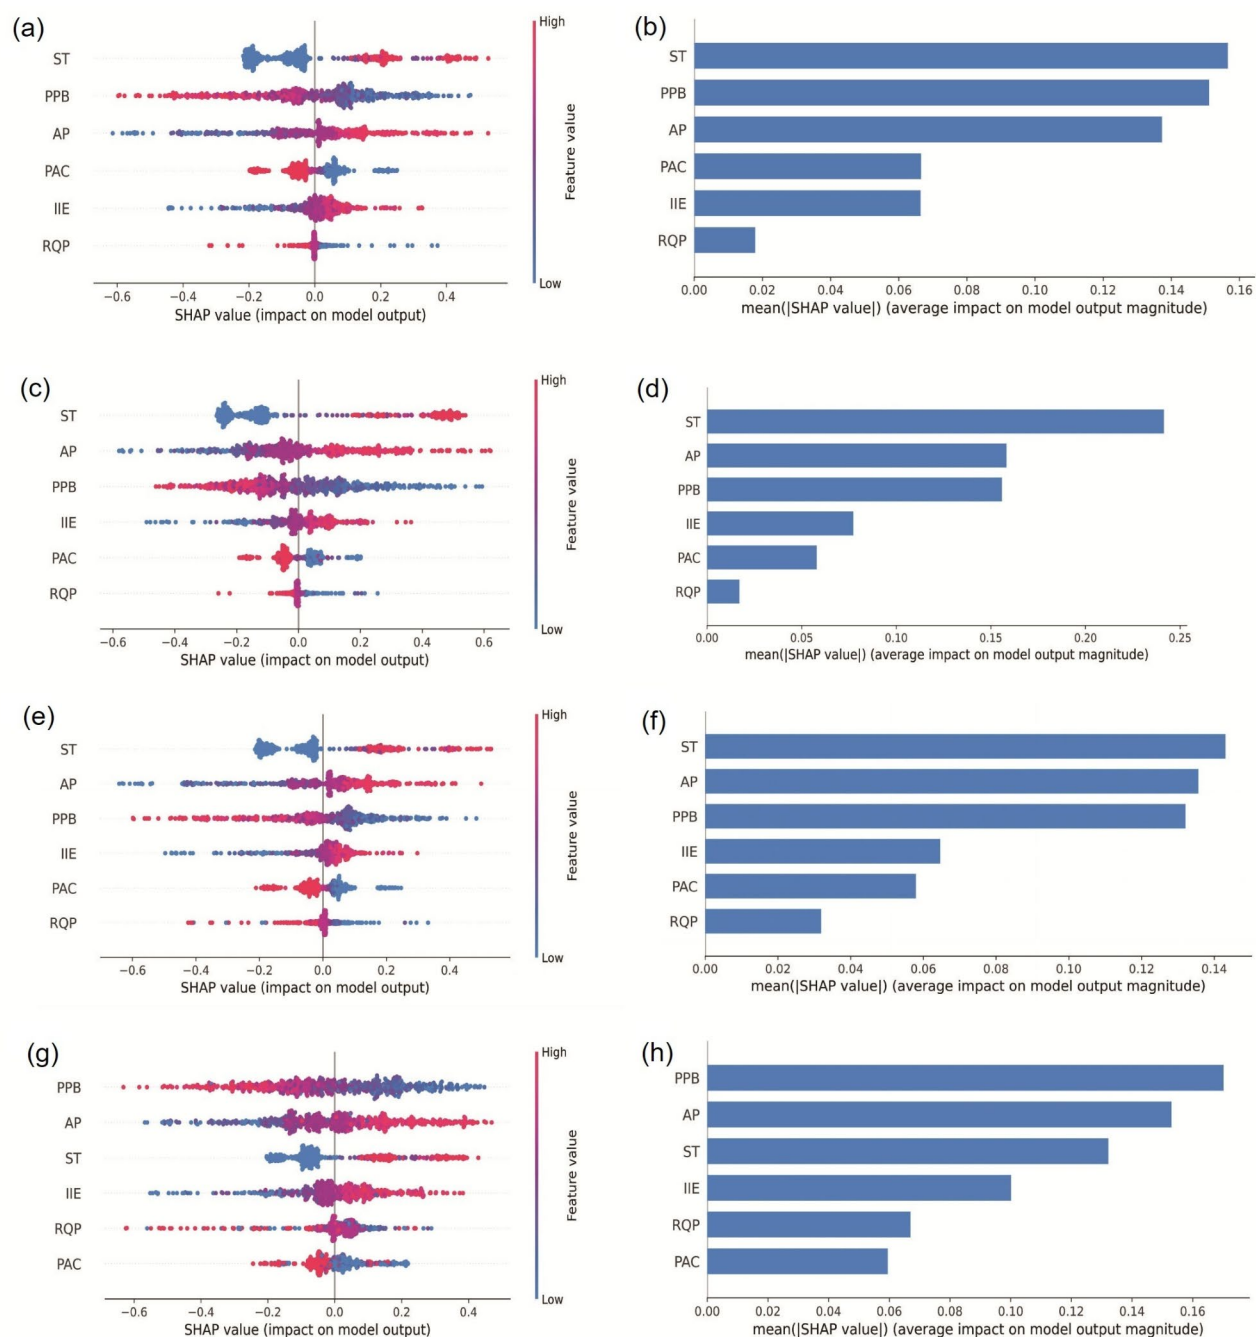 (a)
High
ST
PPB
AP
PAC
IIE
RQP
Feature value
Low
−0.6 −0.4 −0.2 0.0 0.2 0.4
SHAP value (impact on model output)
(b)
ST
PPB
AP
PAC
IIE
RQP
0.00 0.02 0.04 0.06 0.08 0.10 0.12 0.14 0.16
mean(|SHAP value|) (average impact on model output magnitude)
(c)
High
ST
AP
PPB
IIE
PAC
RQP
Feature value
Low
−0.6 −0.4 −0.2 0.0 0.2 0.4 0.6
SHAP value (impact on model output)
(d)
ST
AP
PPB
IIE
PAC
RQP
0.00 0.05 0.10 0.15 0.20 0.25
mean(|SHAP value|) (average impact on model output magnitude)
(e)
High
ST
AP
PPB
IIE
PAC
RQP
Feature value
Low
−0.6 −0.4 −0.2 0.0 0.2 0.4
SHAP value (impact on model output)
(f)
ST
AP
PPB
IIE
PAC
RQP
0.00 0.02 0.04 0.06 0.08 0.10 0.12 0.14
mean(|SHAP value|) (average impact on model output magnitude)
(g)
High
PPB
AP
ST
IIE
RQP
PAC
Feature value
Low
−0.6 −0.4 −0.2 0.0 0.2 0.4
SHAP value (impact on model output)
(h)
PPB
AP
ST
IIE
RQP
PAC
0.00 0.02 0.04 0.06 0.08 0.10 0.12 0.14 0.16
mean(|SHAP value|) (average impact on model output magnitude)